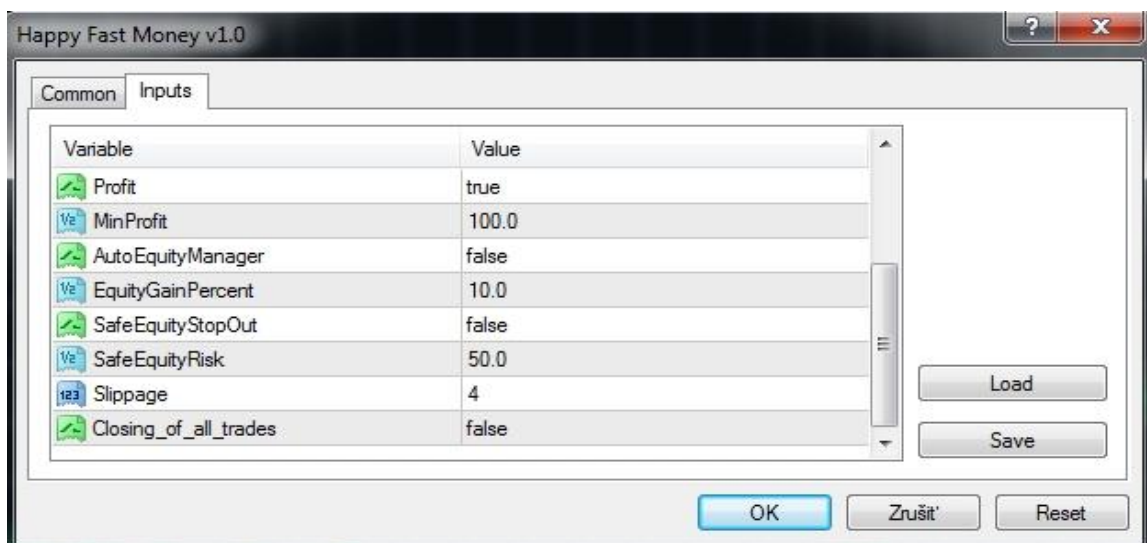 Happy Fast Money v1.0
Common Inputs
Variable Value
Profit true
MinProfit 100.0
AutoEquityManager false
EquityGainPercent 10.0
SafeEquityStopOut false
SafeEquityRisk 50.0
Slippage 4
Closing_of_all_trades false
Load
Save
OK Zrušiť Reset